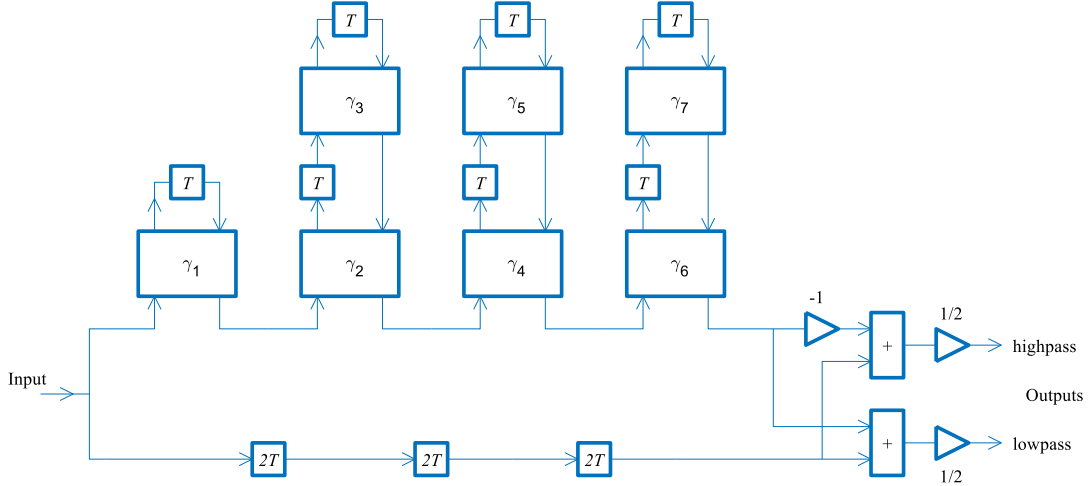 T T T
γ3 γ5 γ7
T T T T
γ1 γ2 γ4 γ6
-1
1/2
+
highpass
Input
Outputs
+
lowpass
2T 2T 2T
1/2